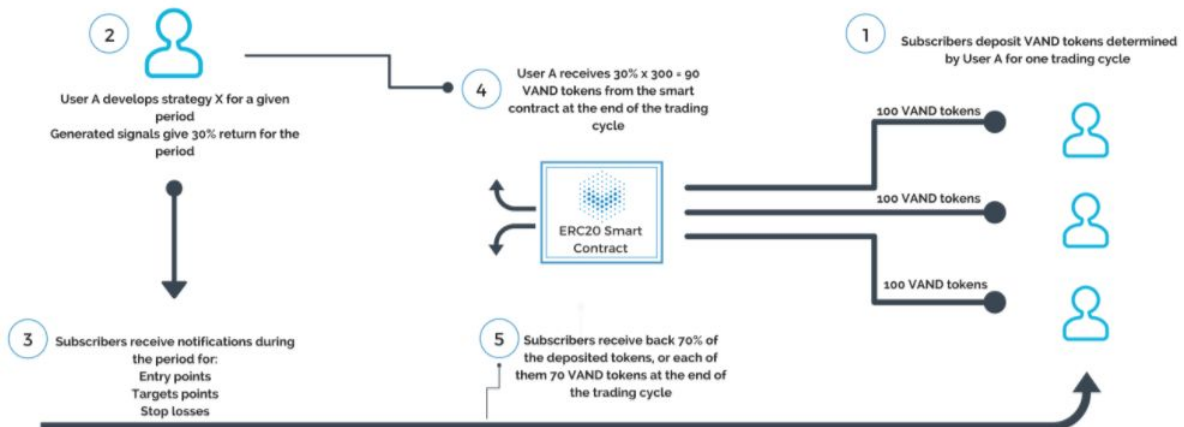 1
Subscribers deposit VAND tokens determined
by User A for one trading cycle
100 VAND tokens
100 VAND tokens
100 VAND tokens
2
User A develops strategy X for a given
period
Generated signals give 30% return for the
period
3
Subscribers receive notifications during
the period for:
Entry points
Targets points
Stop losses
4
User A receives 30% x 300 = 90
VAND tokens from the smart
contract at the end of the trading
cycle
ERC20 Smart
Contract
5
Subscribers receive back 70% of
the deposited tokens, or each of
them 70 VAND tokens at the end of
the trading cycle